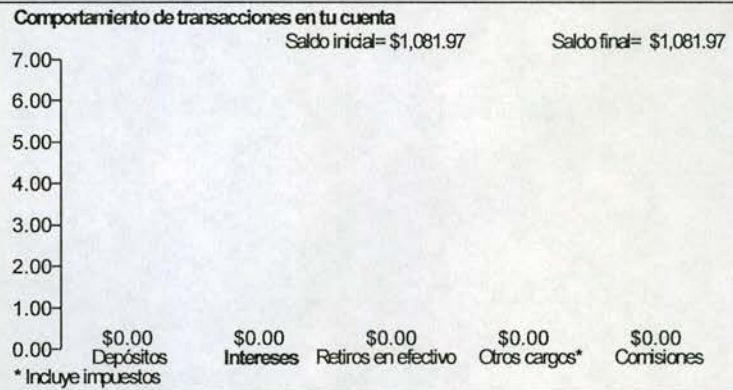 Comportamiento de transacciones en tu cuenta
Saldo inicial= $1,081.97 Saldo final= $1,081.97
7.00
6.00
5.00
4.00
3.00
2.00
1.00
0.00
$0.00 $0.00 $0.00 $0.00 $0.00
Depósitos Intereses Retiros en efectivo Otros cargos* Comisiones
* Incluye impuestos